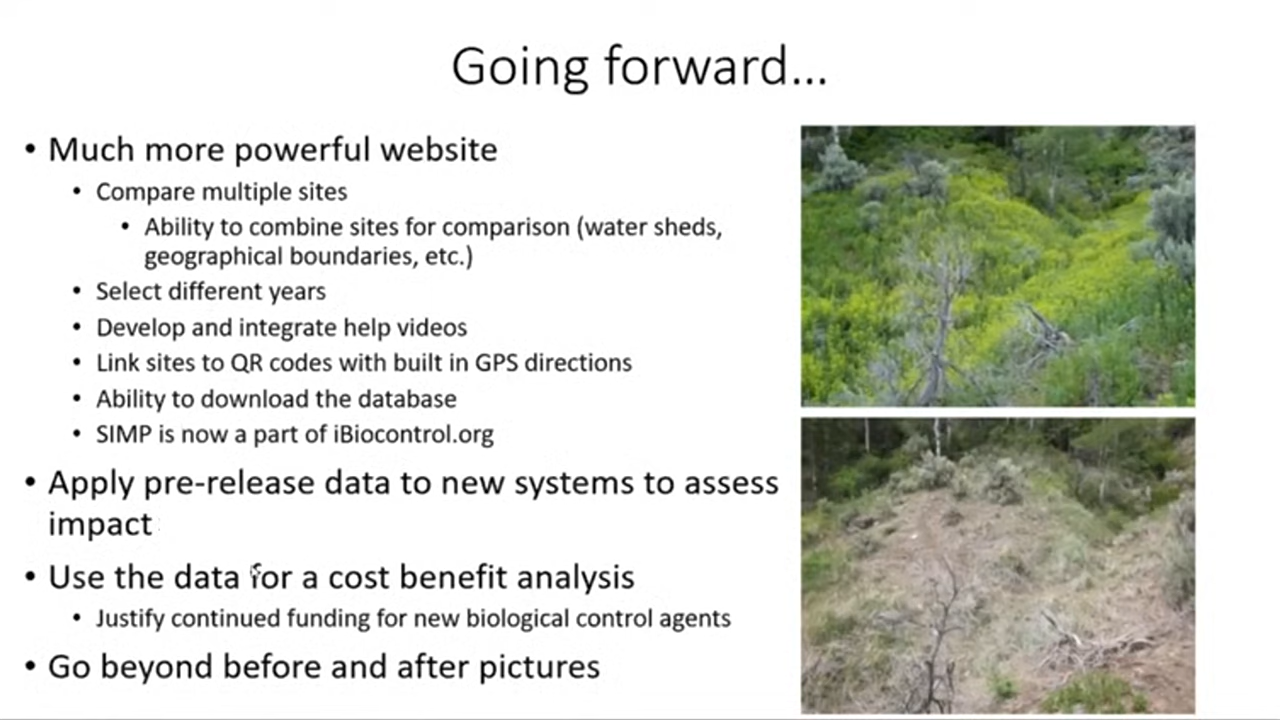 Going forward...
• Much more powerful website
• Compare multiple sites
• Ability to combine sites for comparison (water sheds,
geographical boundaries, etc.)
• Select different years
• Develop and integrate help videos
• Link sites to QR codes with built in GPS directions
• Ability to download the database
• SIMP is now a part of iBiocontrol.org
• Apply pre-release data to new systems to assess
impact
• Use the data for a cost benefit analysis
• Justify continued funding for new biological control agents
• Go beyond before and after pictures